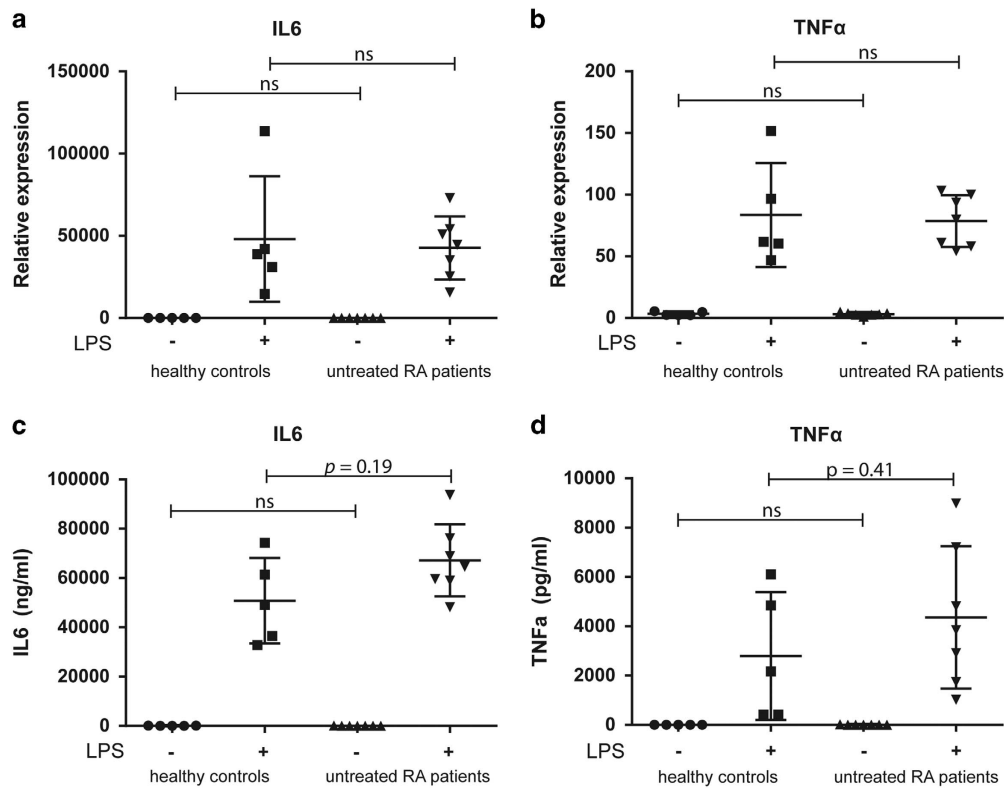 a
IL6
ns
ns
150000
100000
50000
0
Relative expression
LPS - + - +
healthy controls untreated RA patients
b
TNFα
ns
ns
200
150
100
50
0
Relative expression
LPS - + - +
healthy controls untreated RA patients
c
IL6
p = 0.19
ns
100000
80000
60000
40000
20000
0
IL6 (ng/ml)
LPS - + - +
healthy controls untreated RA patients
d
TNFα
p = 0.41
ns
10000
8000
6000
4000
2000
0
TNFa (pg/ml)
LPS - + - +
healthy controls untreated RA patients